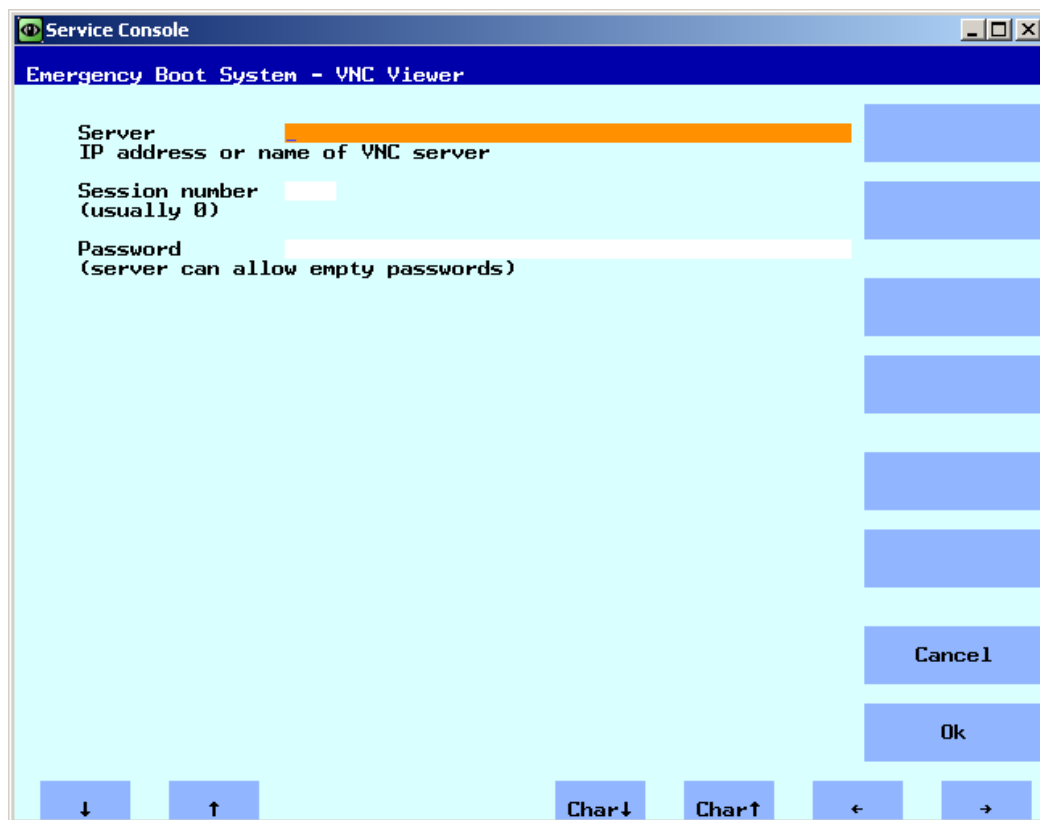 Service Console
Emergency Boot System - VNC Viewer
Server
IP address or name of VNC server
Session number
(usually 0)
Password
(server can allow empty passwords)
Cancel
Ok
↓ ↑ Char↓ Char↑ ← →